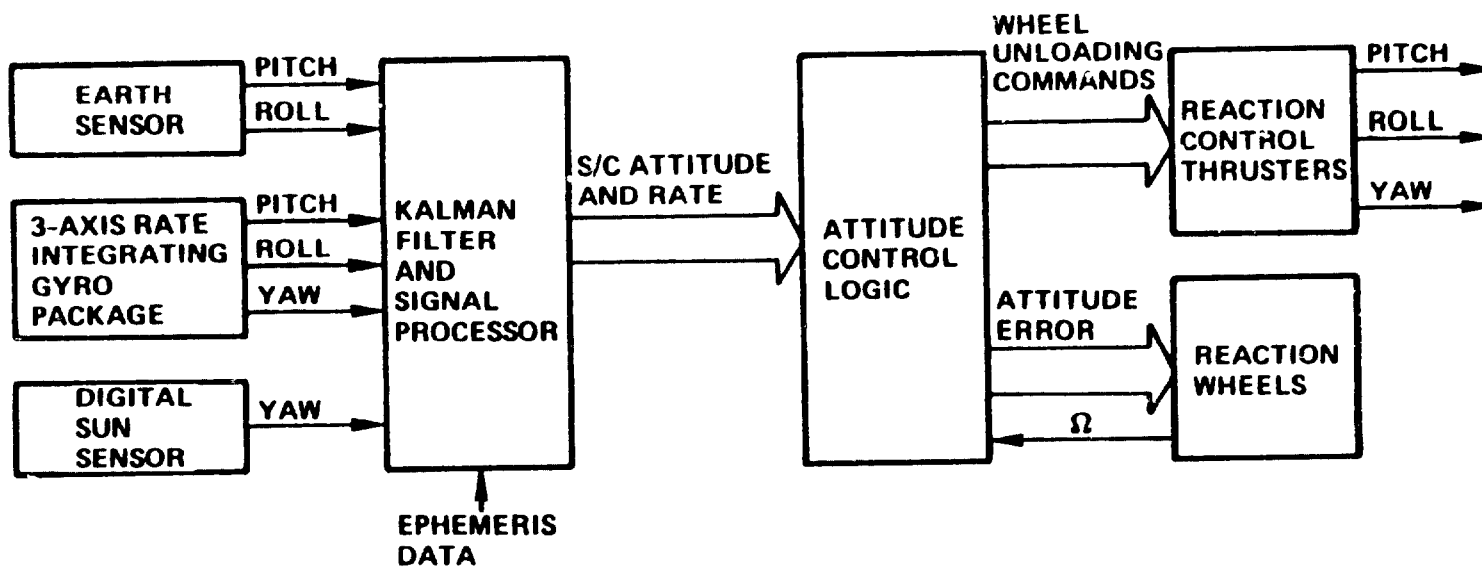 EARTH
SENSOR
PITCH
ROLL
3-AXIS RATE
INTEGRATING
GYRO
PACKAGE
PITCH
ROLL
YAW
DIGITAL
SUN
SENSOR
YAW
KALMAN
FILTER
AND
SIGNAL
PROCESSOR
EPHEMERIS
DATA
S/C ATTITUDE
AND RATE
ATTITUDE
CONTROL
LOGIC
WHEEL
UNLOADING
COMMANDS
REACTION
CONTROL
THRUSTERS
PITCH
ROLL
YAW
ATTITUDE
ERROR
REACTION
WHEELS
Ω